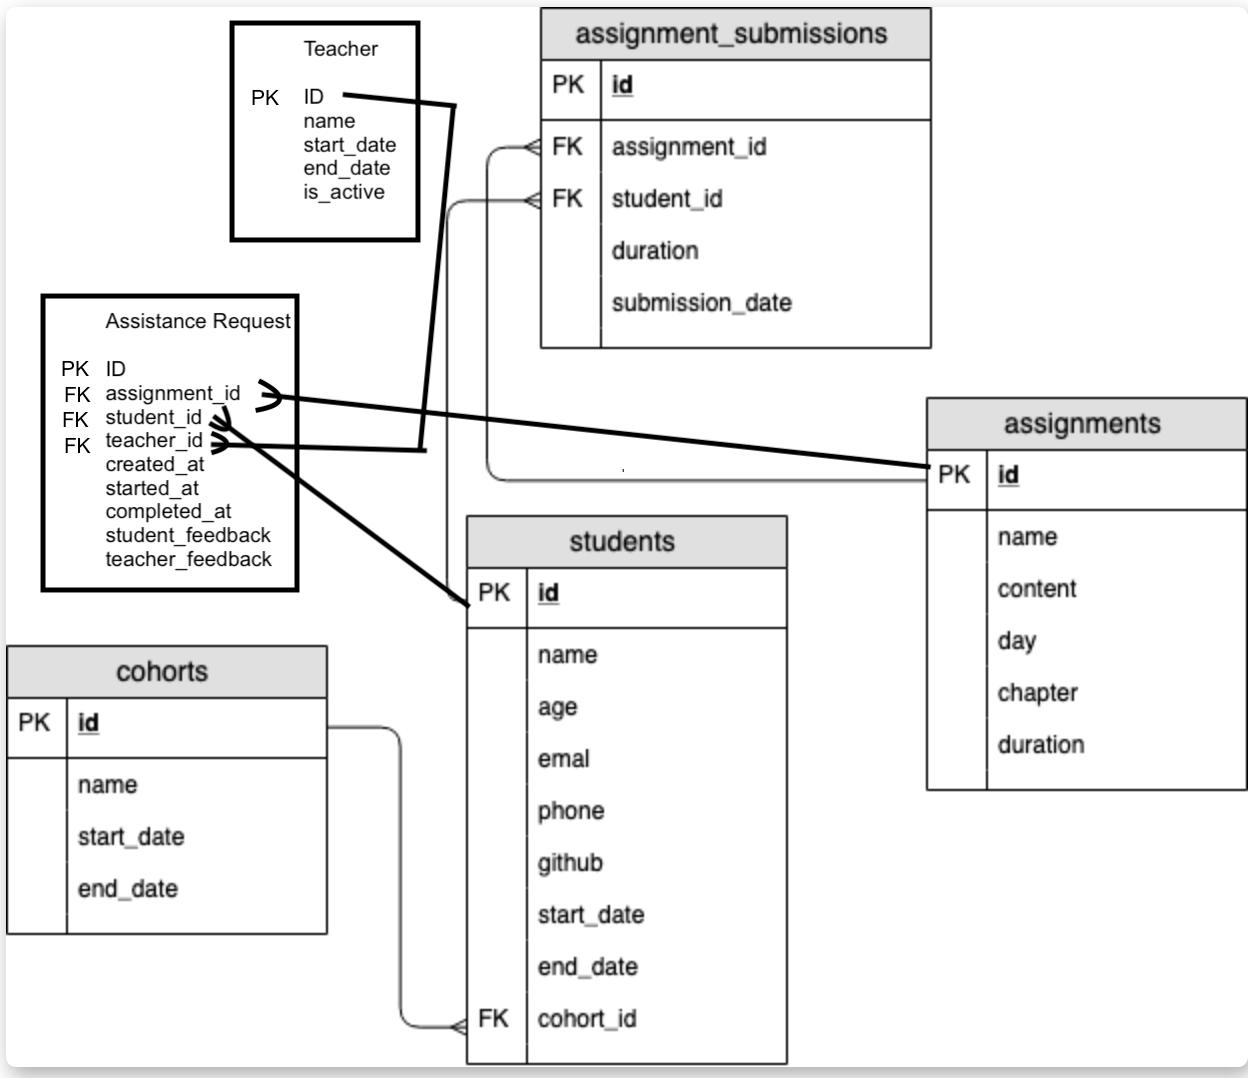 Teacher
PK ID
name
start_date
end_date
is_active
assignment_submissions
PK id
FK assignment_id
FK student_id
duration
submission_date
Assistance Request
PK ID
FK assignment_id
FK student_id
FK teacher_id
created_at
started_at
completed_at
student_feedback
teacher_feedback
assignments
PK id
name
content
day
chapter
duration
students
PK id
name
age
emal
phone
github
start_date
end_date
FK cohort_id
cohorts
PK id
name
start_date
end_date